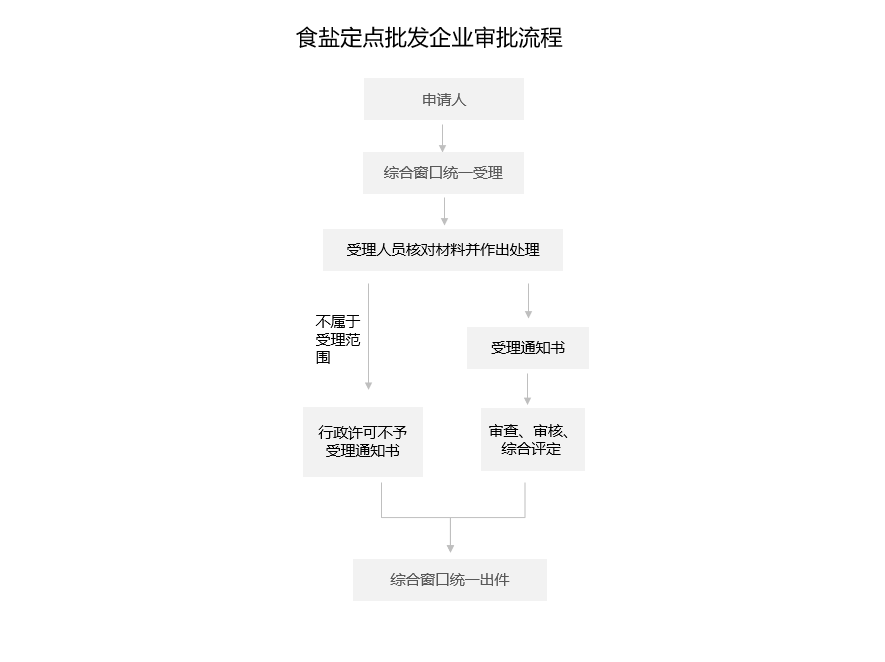 食盐定点批发企业审批流程
申请人
综合窗口统一受理
受理人员核对材料并作出处理
不属于
受理范
围
受理通知书
行政许可不予
受理通知书
审查、审核、
综合评定
综合窗口统一出件